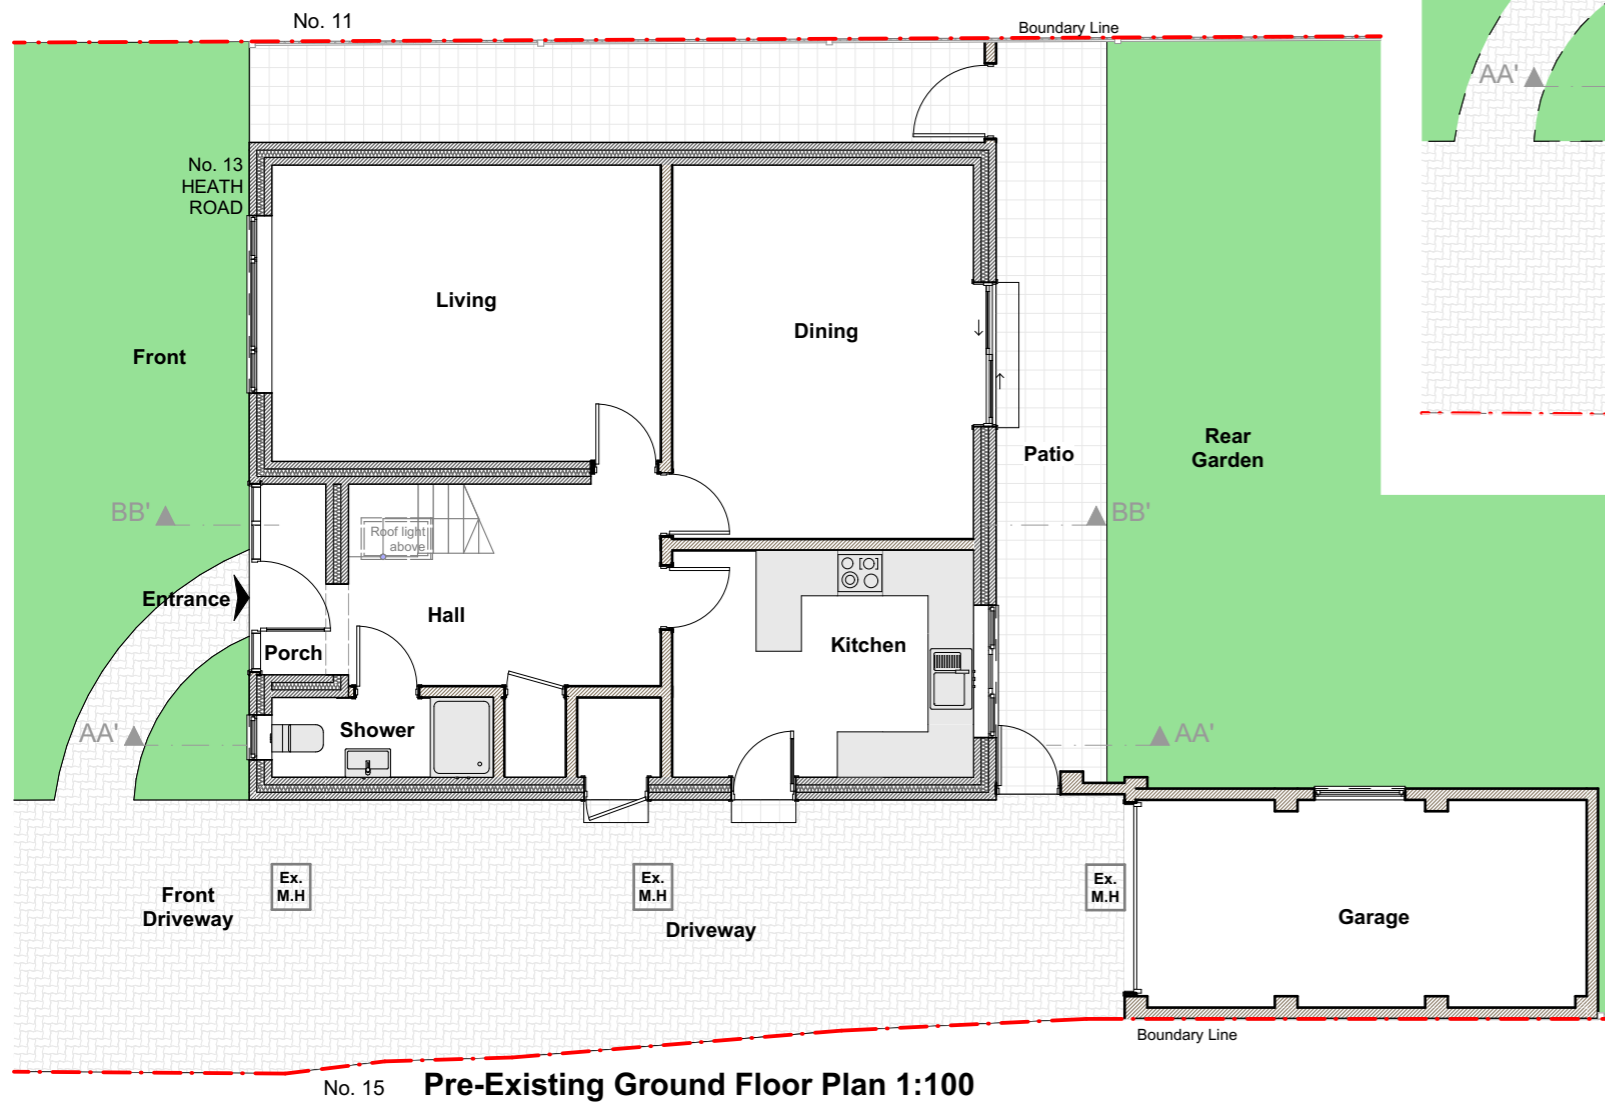 No. 11
Boundary Line
AA'
No. 13
HEATH
ROAD
Living
Dining
Front
Rear
Garden
Patio
BB'
BB'
Roof light
above
Entrance
Hall
Kitchen
Porch
Shower
AA'
AA'
Ex.
M.H
Ex.
M.H
Ex.
M.H
Front
Driveway
Driveway
Garage
Boundary Line
No. 15
Pre-Existing Ground Floor Plan 1:100